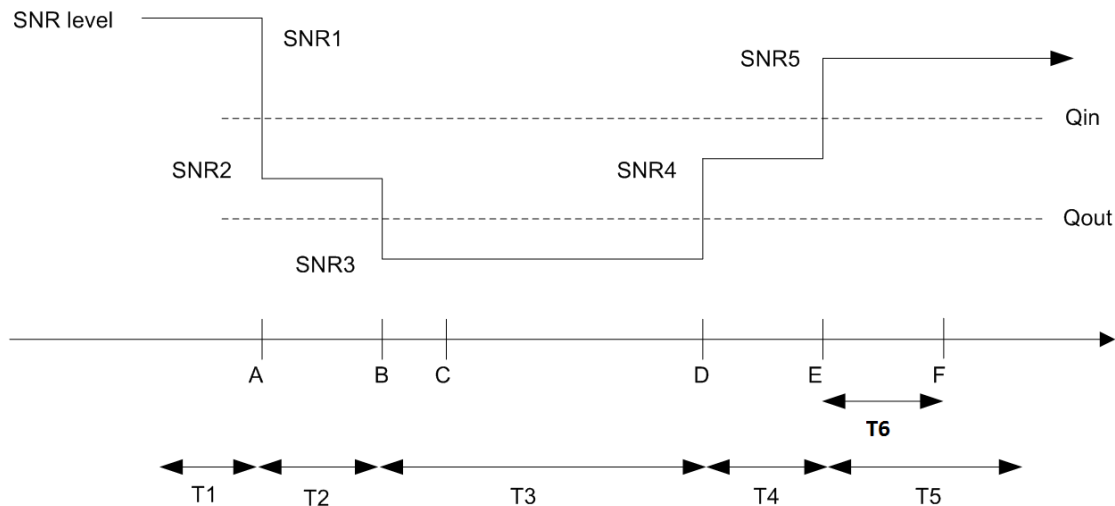 SNR level
SNR1
SNR5
Qin
SNR2
SNR4
Qout
SNR3
A B C D E F
T6
T1 T2 T3 T4 T5